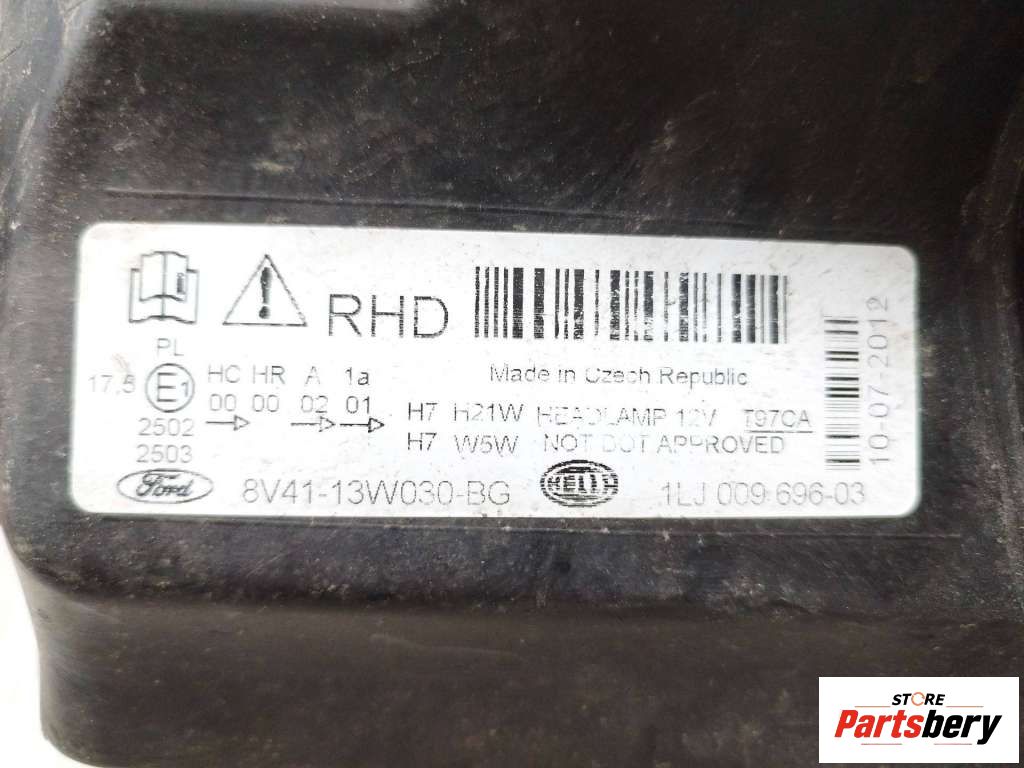 RHD
Made in Czech Republic
PL
17,5 E1 HC HR A 1a
00 00 02 01
2502
2503
H7 H21W HEADLAMP 12V T97CA
H7 W5W NOT DOT APPROVED
10-07-2012
Ford 8V41-13W030-BG HELLA 1LJ 009 696-03
STORE
Partsbery